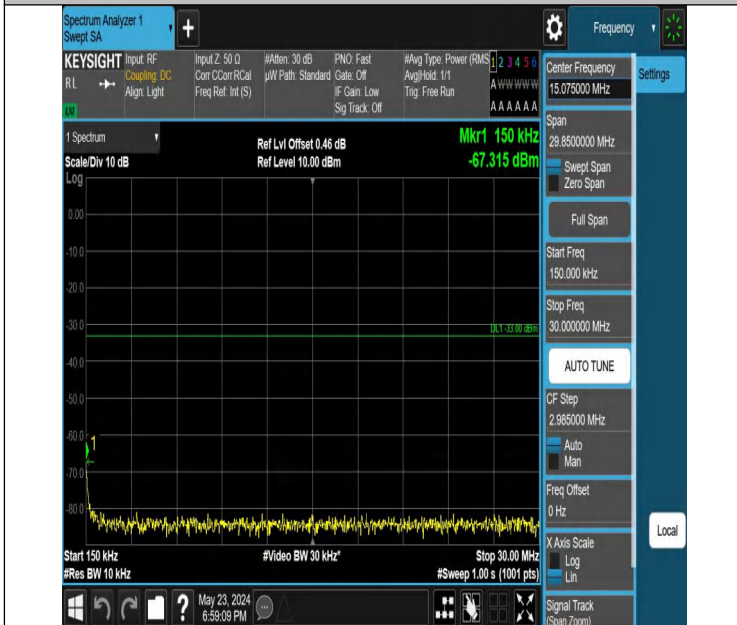 Spectrum Analyzer 1
Swept SA
+
Frequency
KEYSIGHT
RL
LXI
Input: RF
Coupling: DC
Align: Light
Input Z: 50 Ω
Corr CCorr RCal
Freq Ref: Int (S)
#Atten: 30 dB
µW Path: Standard
PNO: Fast
Gate: Off
IF Gain: Low
Sig Track: Off
#Avg Type: Power (RMS
Avg|Hold: 1/1
Trig: Free Run
1 2 3 4 5 6
A W W W W W
A A A A A A
1 Spectrum
Scale/Div 10 dB
Log
Ref Lvl Offset 0.46 dB
Ref Level 10.00 dBm
Mkr1 150 kHz
-67.315 dBm
0.00
-10.0
-20.0
-30.0
DL1 -33.00 dBm
-40.0
-50.0
-60.0
1
-70.0
-80.0
Start 150 kHz
#Video BW 30 kHz*
Stop 30.00 MHz
#Res BW 10 kHz
#Sweep 1.00 s (1001 pts)
?
May 23, 2024
6:59:09 PM
Center Frequency
15.075000 MHz
Settings
Span
29.8500000 MHz
Swept Span
Zero Span
Full Span
Start Freq
150.000 kHz
Stop Freq
30.000000 MHz
AUTO TUNE
CF Step
2.985000 MHz
Auto
Man
Freq Offset
0 Hz
X Axis Scale
Log
Lin
Local
Signal Track
(Span Zoom)